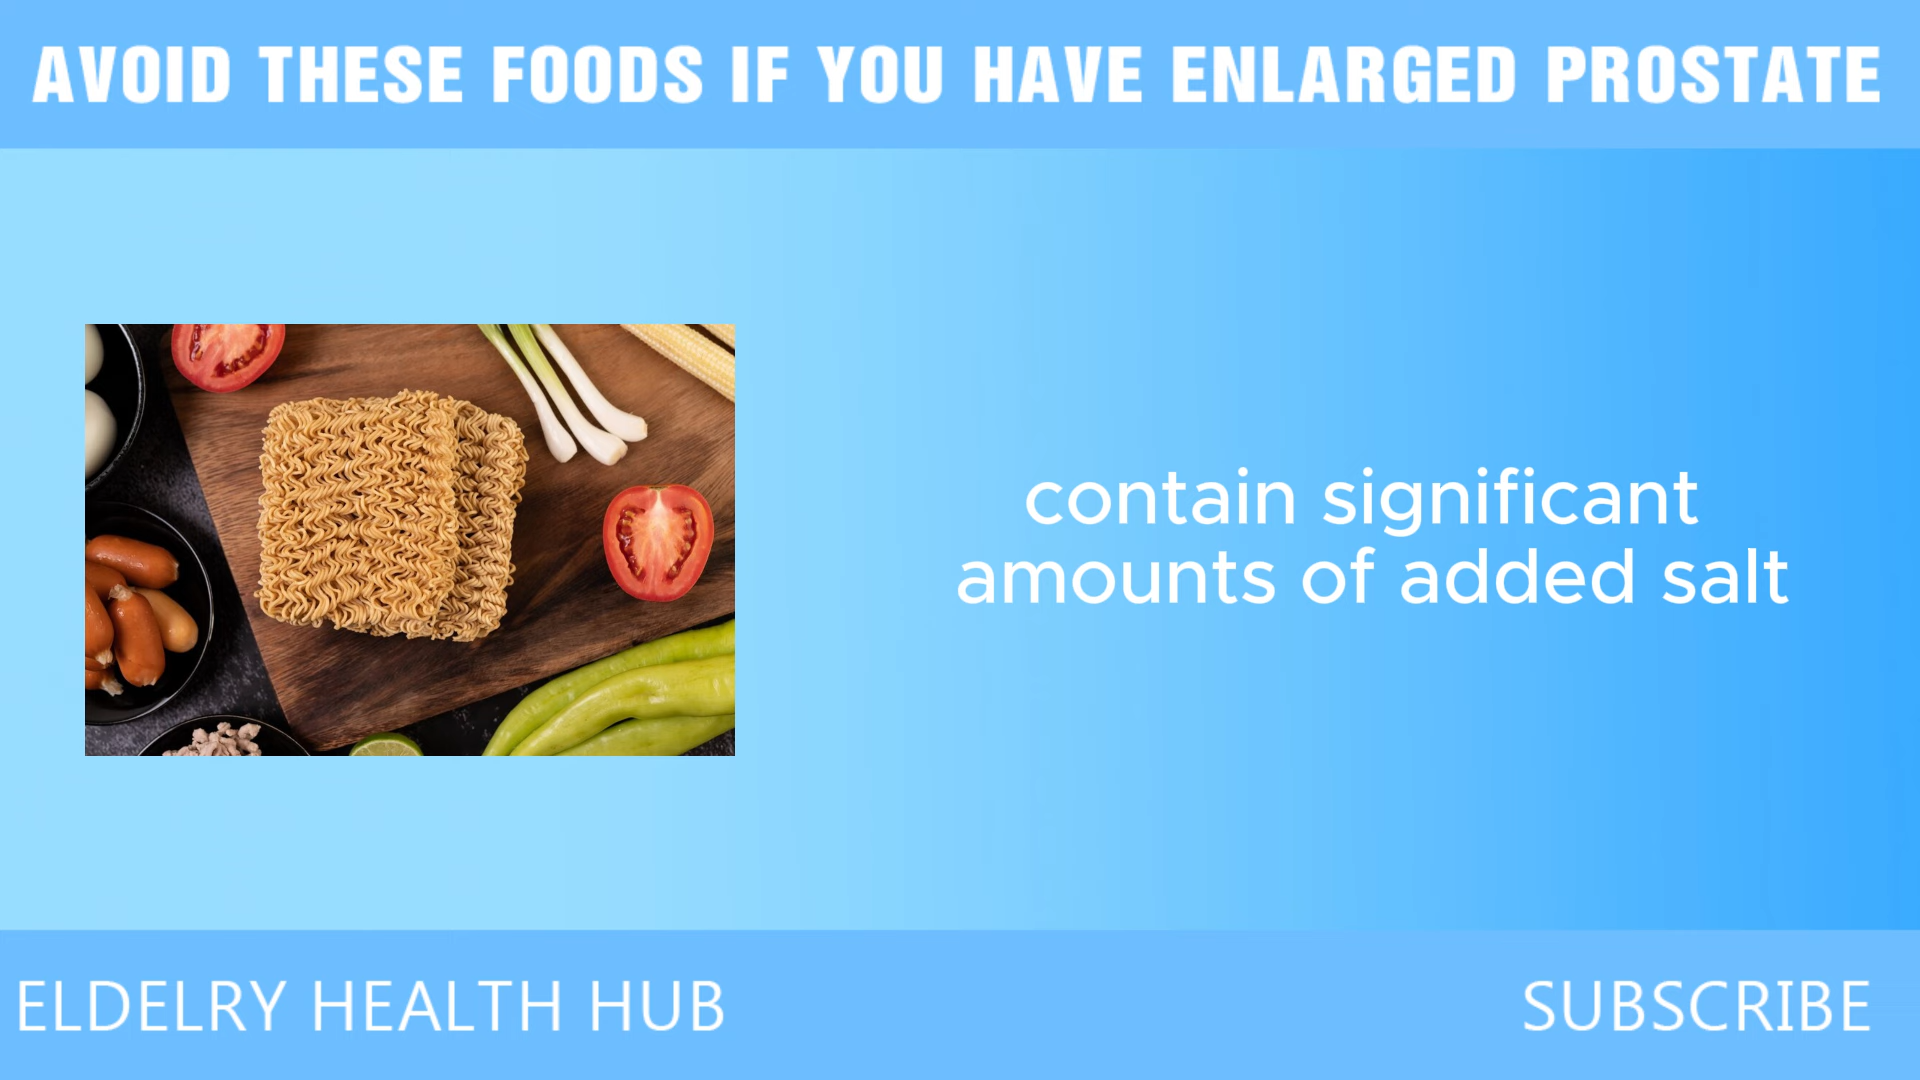 AVOID THESE FOODS IF YOU HAVE ENLARGED PROSTATE
contain significant
amounts of added salt
ELDELRY HEALTH HUB
SUBSCRIBE